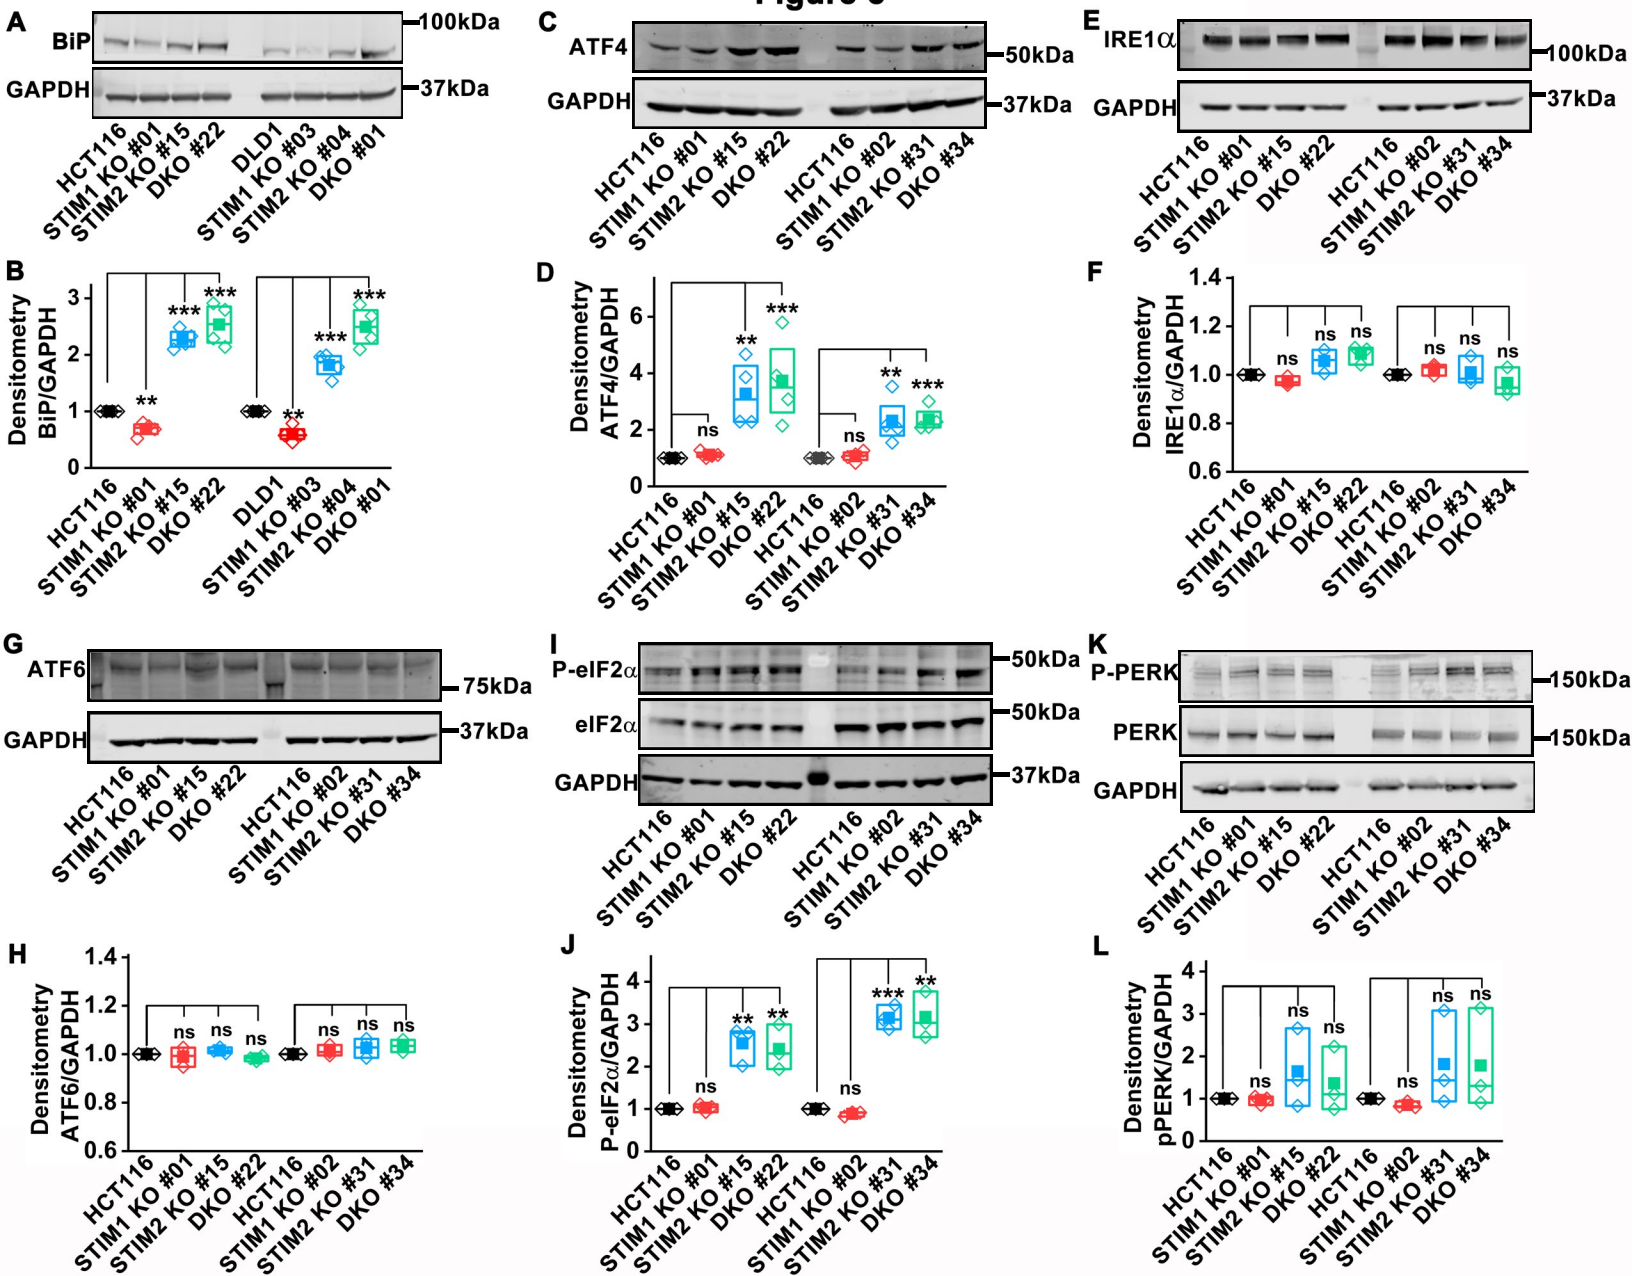 A
BiP
100kDa
GAPDH
37kDa
HCT116
STIM1 KO #01
STIM2 KO #15
DKO #22
DLD1
STIM1 KO #03
STIM2 KO #04
DKO #01
C
ATF4
50kDa
GAPDH
37kDa
HCT116
STIM1 KO #01
STIM2 KO #15
DKO #22
HCT116
STIM1 KO #02
STIM2 KO #31
DKO #34
E
IRE1α
100kDa
GAPDH
37kDa
HCT116
STIM1 KO #01
STIM2 KO #15
DKO #22
HCT116
STIM1 KO #02
STIM2 KO #31
DKO #34
B
Densitometry
BiP/GAPDH
3
2
1
0
**
***
***
**
***
***
HCT116
STIM1 KO #01
STIM2 KO #15
DKO #22
DLD1
STIM1 KO #03
STIM2 KO #04
DKO #01
D
Densitometry
ATF4/GAPDH
6
4
2
0
ns
**
***
ns
**
***
HCT116
STIM1 KO #01
STIM2 KO #15
DKO #22
HCT116
STIM1 KO #02
STIM2 KO #31
DKO #34
F
Densitometry
IRE1α/GAPDH
1.4
1.2
1.0
0.8
0.6
ns
ns
ns
ns
ns
ns
HCT116
STIM1 KO #01
STIM2 KO #15
DKO #22
HCT116
STIM1 KO #02
STIM2 KO #31
DKO #34
G
ATF6
75kDa
GAPDH
37kDa
HCT116
STIM1 KO #01
STIM2 KO #15
DKO #22
HCT116
STIM1 KO #02
STIM2 KO #31
DKO #34
I
P-eIF2α
50kDa
eIF2α
50kDa
GAPDH
37kDa
HCT116
STIM1 KO #01
STIM2 KO #15
DKO #22
HCT116
STIM1 KO #02
STIM2 KO #31
DKO #34
K
P-PERK
150kDa
PERK
150kDa
GAPDH
HCT116
STIM1 KO #01
STIM2 KO #15
DKO #22
HCT116
STIM1 KO #02
STIM2 KO #31
DKO #34
H
Densitometry
ATF6/GAPDH
1.4
1.2
1.0
0.8
0.6
ns
ns
ns
ns
ns
ns
HCT116
STIM1 KO #01
STIM2 KO #15
DKO #22
HCT116
STIM1 KO #02
STIM2 KO #31
DKO #34
J
Densitometry
P-eIF2α/GAPDH
4
3
2
1
0
ns
**
**
ns
***
**
HCT116
STIM1 KO #01
STIM2 KO #15
DKO #22
HCT116
STIM1 KO #02
STIM2 KO #31
DKO #34
L
Densitometry
pPERK/GAPDH
4
3
2
1
0
ns
ns
ns
ns
ns
ns
HCT116
STIM1 KO #01
STIM2 KO #15
DKO #22
HCT116
STIM1 KO #02
STIM2 KO #31
DKO #34